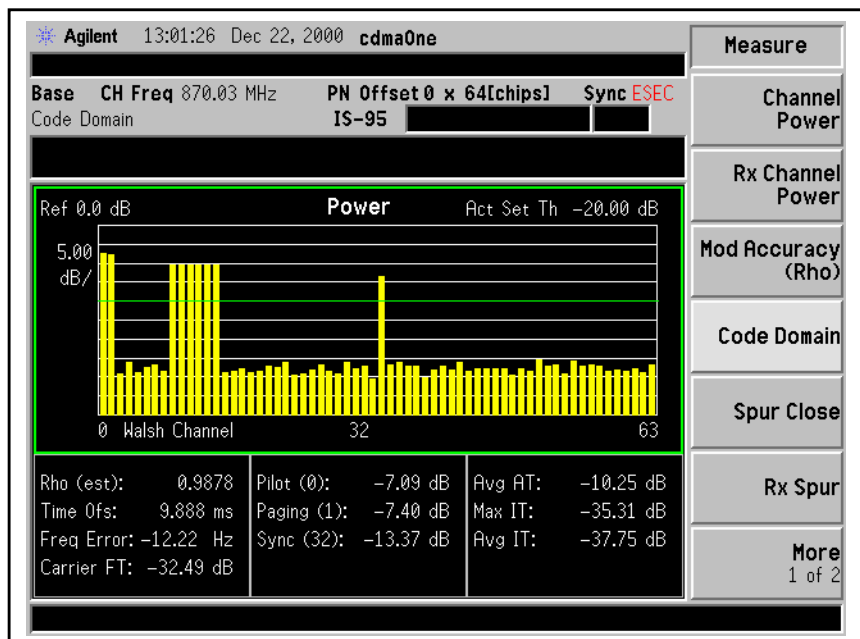 Agilent 13:01:26 Dec 22, 2000 cdmaOne
Base CH Freq 870.03 MHz PN Offset 0 x 64[chips] Sync ESEC
Code Domain IS-95
Ref 0.0 dB Power Act Set Th -20.00 dB
5.00
dB/
0 Walsh Channel 32 63
Rho (est): 0.9878
Time Ofs: 9.888 ms
Freq Error: -12.22 Hz
Carrier FT: -32.49 dB
Pilot (0): -7.09 dB
Paging (1): -7.40 dB
Sync (32): -13.37 dB
Avg AT: -10.25 dB
Max IT: -35.31 dB
Avg IT: -37.75 dB
Measure
Channel
Power
Rx Channel
Power
Mod Accuracy
(Rho)
Code Domain
Spur Close
Rx Spur
More
1 of 2